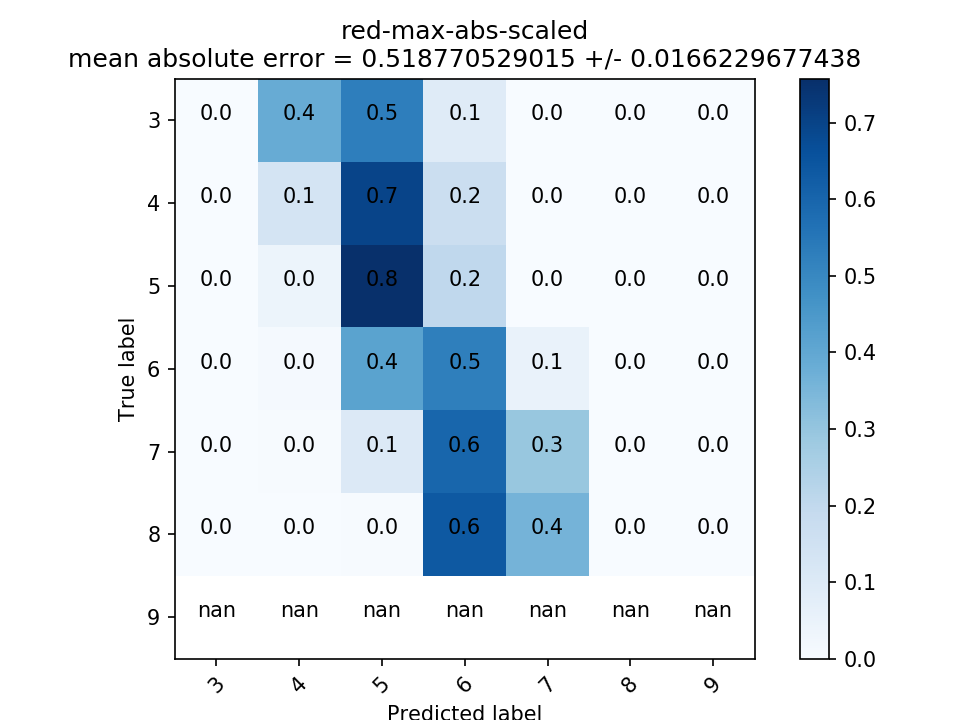 red-max-abs-scaled
mean absolute error = 0.518770529015 +/- 0.0166229677438
3 0.0 0.4 0.5 0.1 0.0 0.0 0.0
4 0.0 0.1 0.7 0.2 0.0 0.0 0.0
5 0.0 0.0 0.8 0.2 0.0 0.0 0.0
6 0.0 0.0 0.4 0.5 0.1 0.0 0.0
7 0.0 0.0 0.1 0.6 0.3 0.0 0.0
8 0.0 0.0 0.0 0.6 0.4 0.0 0.0
9 nan nan nan nan nan nan nan
3 4 5 6 7 8 9
True label
Predicted label
0.7
0.6
0.5
0.4
0.3
0.2
0.1
0.0